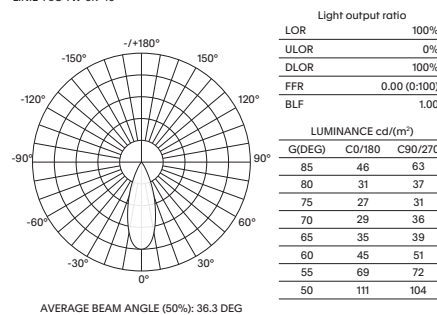 -/+180°
-150°
150°
-120°
120°
-90°
90°
-60°
60°
-30°
30°
0°
AVERAGE BEAM ANGLE (50%): 36.3 DEG
Light output ratio
LOR 100%
ULOR 0%
DLOR 100%
FFR 0.00 (0:100)
BLF 1.00
LUMINANCE cd/(m²)
G(DEG) C0/180 C90/270
85 46 63
80 31 37
75 27 31
70 29 36
65 35 39
60 45 51
55 69 72
50 111 104